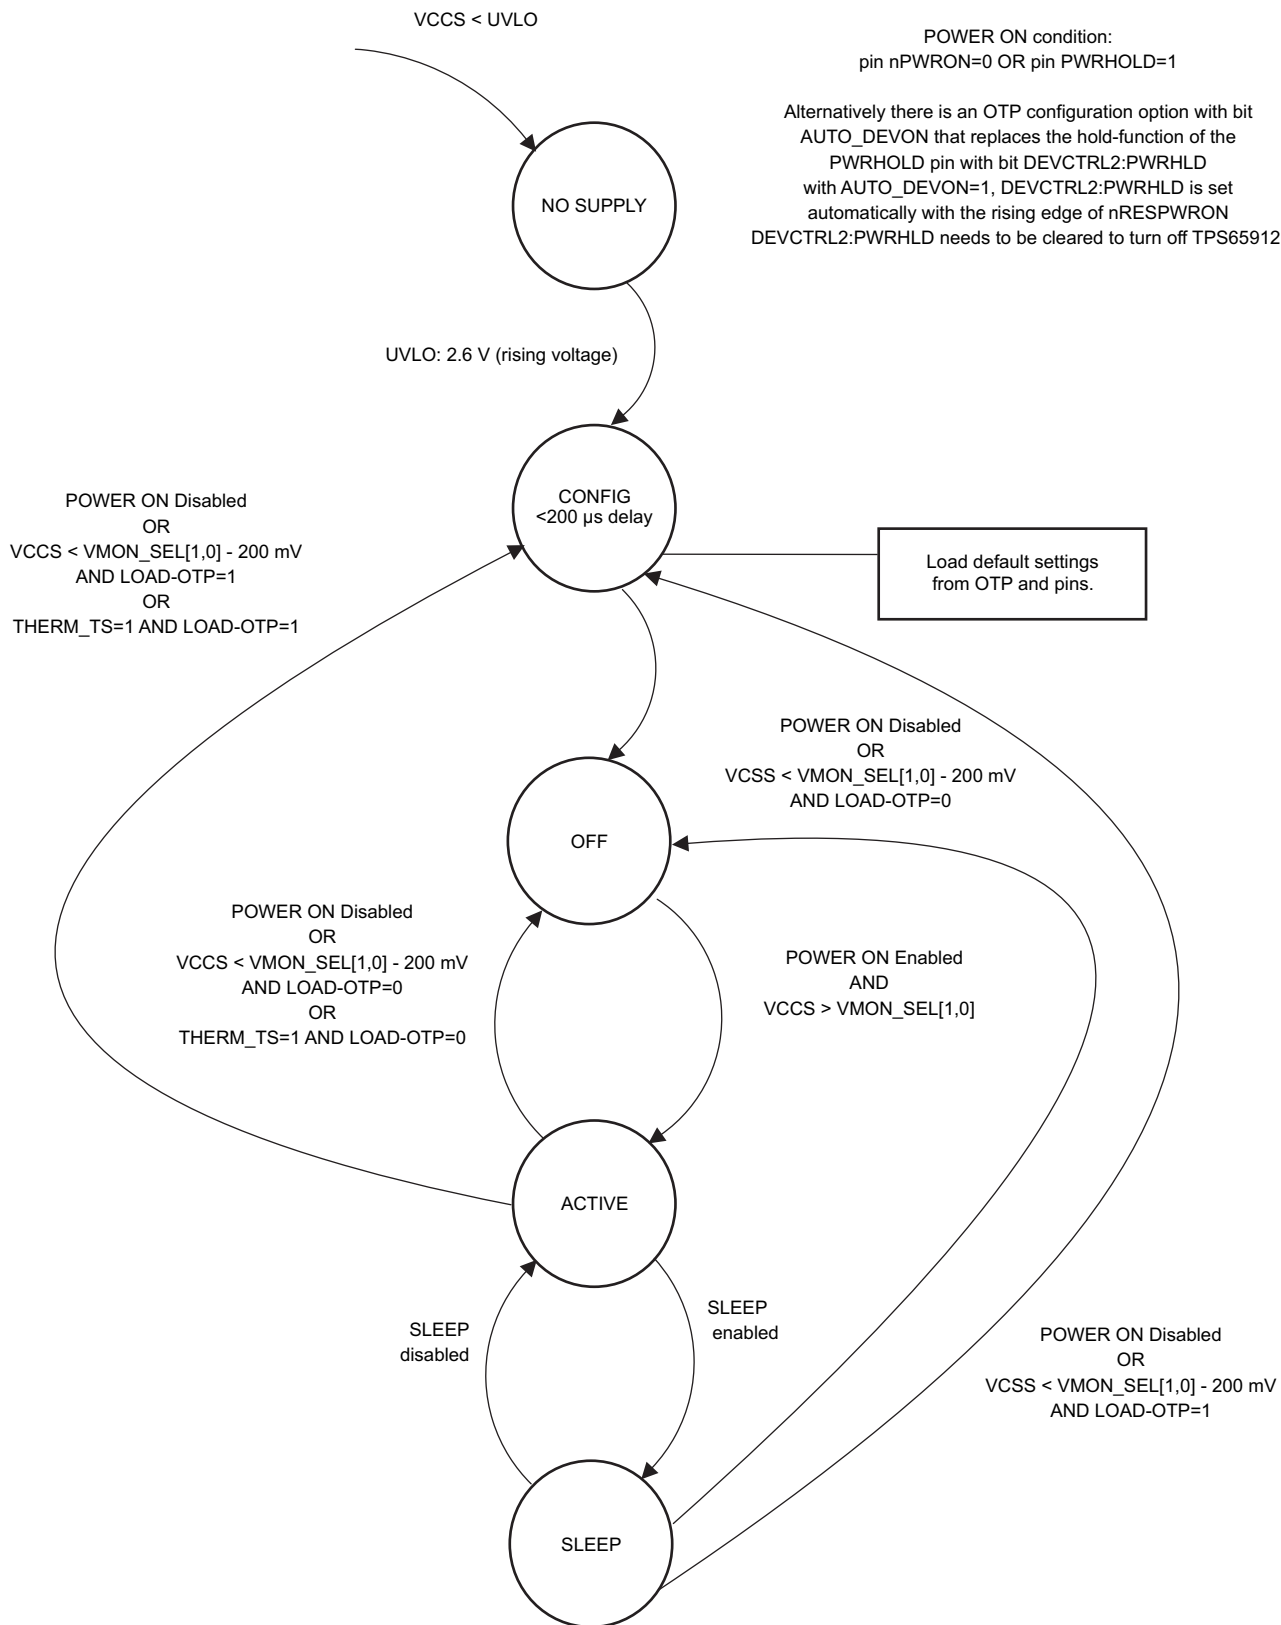 VCCS < UVLO
POWER ON condition:
pin nPWRON=0 OR pin PWRHOLD=1
Alternatively there is an OTP configuration option with bit
AUTO_DEVON that replaces the hold-function of the
PWRHOLD pin with bit DEVCTRL2:PWRHLD
with AUTO_DEVON=1, DEVCTRL2:PWRHLD is set
automatically with the rising edge of nRESPWRON
DEVCTRL2:PWRHLD needs to be cleared to turn off TPS65912
NO SUPPLY
UVLO: 2.6 V (rising voltage)
CONFIG
<200 µs delay
POWER ON Disabled
OR
VCCS < VMON_SEL[1,0] - 200 mV
AND LOAD-OTP=1
OR
THERM_TS=1 AND LOAD-OTP=1
Load default settings
from OTP and pins.
POWER ON Disabled
OR
VCSS < VMON_SEL[1,0] - 200 mV
AND LOAD-OTP=0
OFF
POWER ON Disabled
OR
VCCS < VMON_SEL[1,0] - 200 mV
AND LOAD-OTP=0
OR
THERM_TS=1 AND LOAD-OTP=0
POWER ON Enabled
AND
VCCS > VMON_SEL[1,0]
ACTIVE
SLEEP
disabled
SLEEP
enabled
POWER ON Disabled
OR
VCSS < VMON_SEL[1,0] - 200 mV
AND LOAD-OTP=1
SLEEP